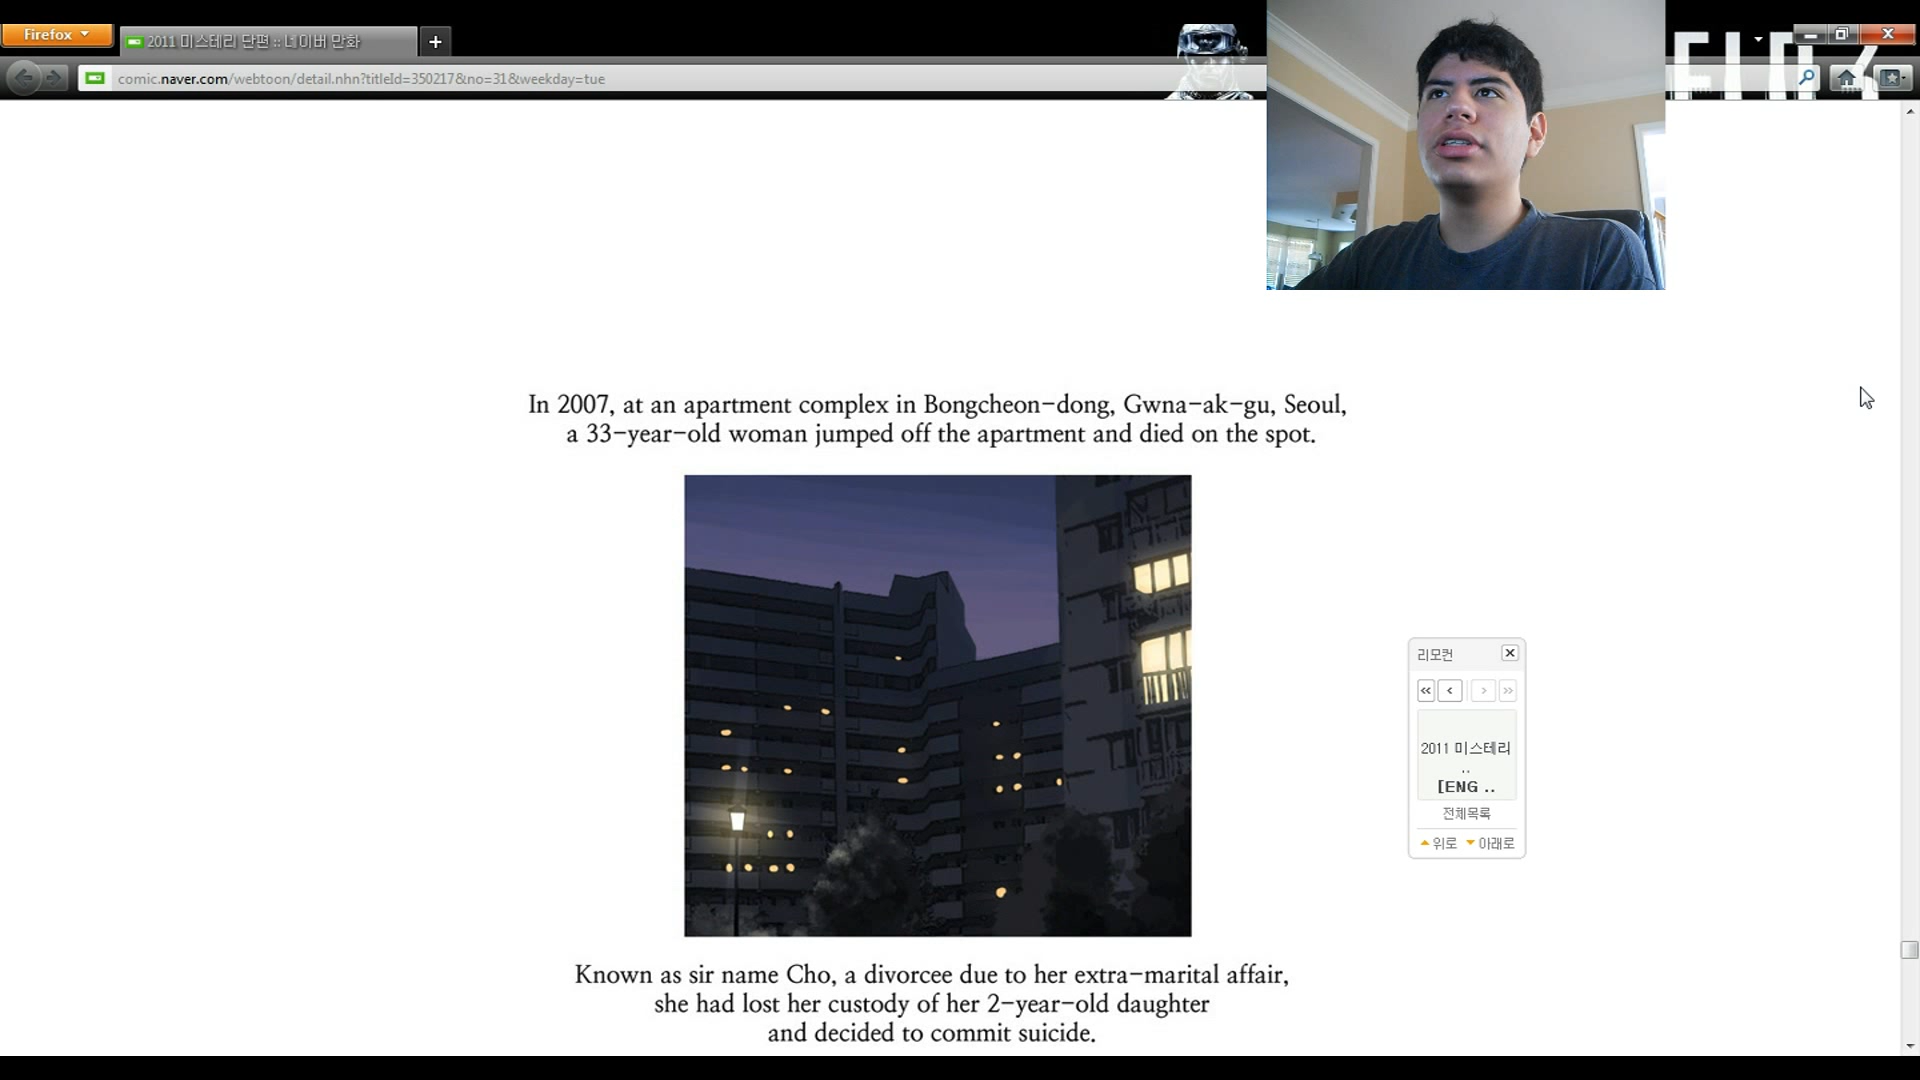 Firefox
2011 미스테리 단편 :: 네이버 만화
comic.naver.com/webtoon/detail.nhn?titleId=350217&no=31&weekday=tue
In 2007, at an apartment complex in Bongcheon-dong, Gwna-ak-gu, Seoul,
a 33-year-old woman jumped off the apartment and died on the spot.
리모컨
2011 미스테리
..
[ENG ..
전체목록
위로 아래로
Known as sir name Cho, a divorcee due to her extra-marital affair,
she had lost her custody of her 2-year-old daughter
and decided to commit suicide.